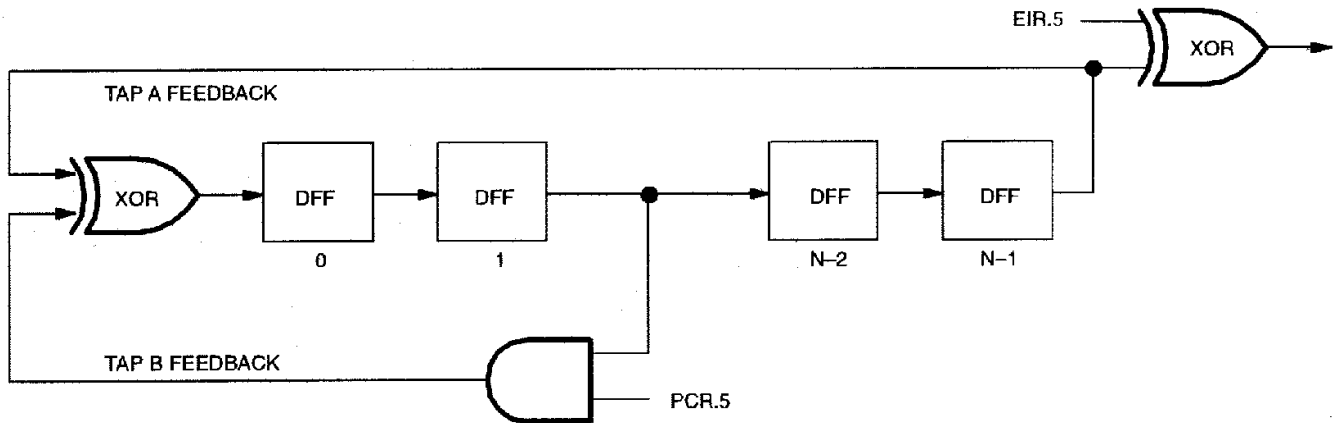 EIR.5
XOR
TAP A FEEDBACK
XOR
DFF
DFF
DFF
DFF
0
1
N–2
N–1
TAP B FEEDBACK
PCR.5